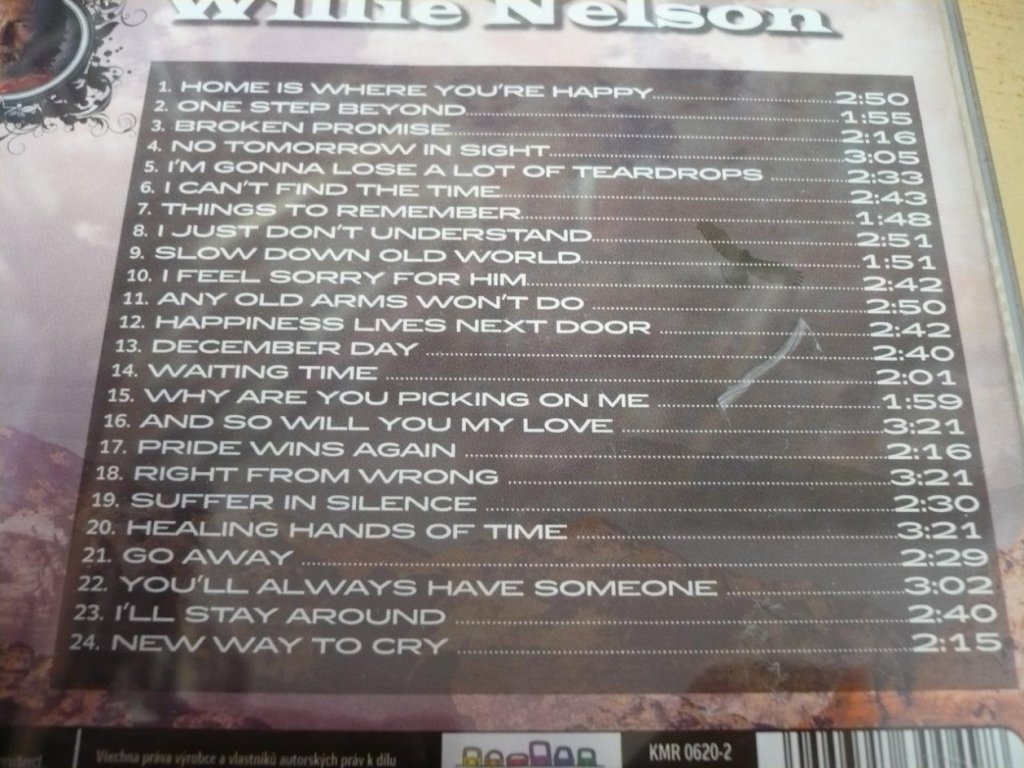 Willie Nelson
1. HOME IS WHERE YOU'RE HAPPY 2:50
2. ONE STEP BEYOND 1:55
3. BROKEN PROMISE 2:16
4. NO TOMORROW IN SIGHT 3:05
5. I'M GONNA LOSE A LOT OF TEARDROPS 2:33
6. I CAN'T FIND THE TIME 2:43
7. THINGS TO REMEMBER 1:48
8. I JUST DON'T UNDERSTAND 2:51
9. SLOW DOWN OLD WORLD 1:51
10. I FEEL SORRY FOR HIM 2:42
11. ANY OLD ARMS WON'T DO 2:50
12. HAPPINESS LIVES NEXT DOOR 2:42
13. DECEMBER DAY 2:40
14. WAITING TIME 2:01
15. WHY ARE YOU PICKING ON ME 1:59
16. AND SO WILL YOU MY LOVE 3:21
17. PRIDE WINS AGAIN 2:16
18. RIGHT FROM WRONG 3:21
19. SUFFER IN SILENCE 2:30
20. HEALING HANDS OF TIME 3:21
21. GO AWAY 2:29
22. YOU'LL ALWAYS HAVE SOMEONE 3:02
23. I'LL STAY AROUND 2:40
24. NEW WAY TO CRY 2:15
Všechna práva výrobce a vlastníků autorských práv k dílu KMR 0620-2